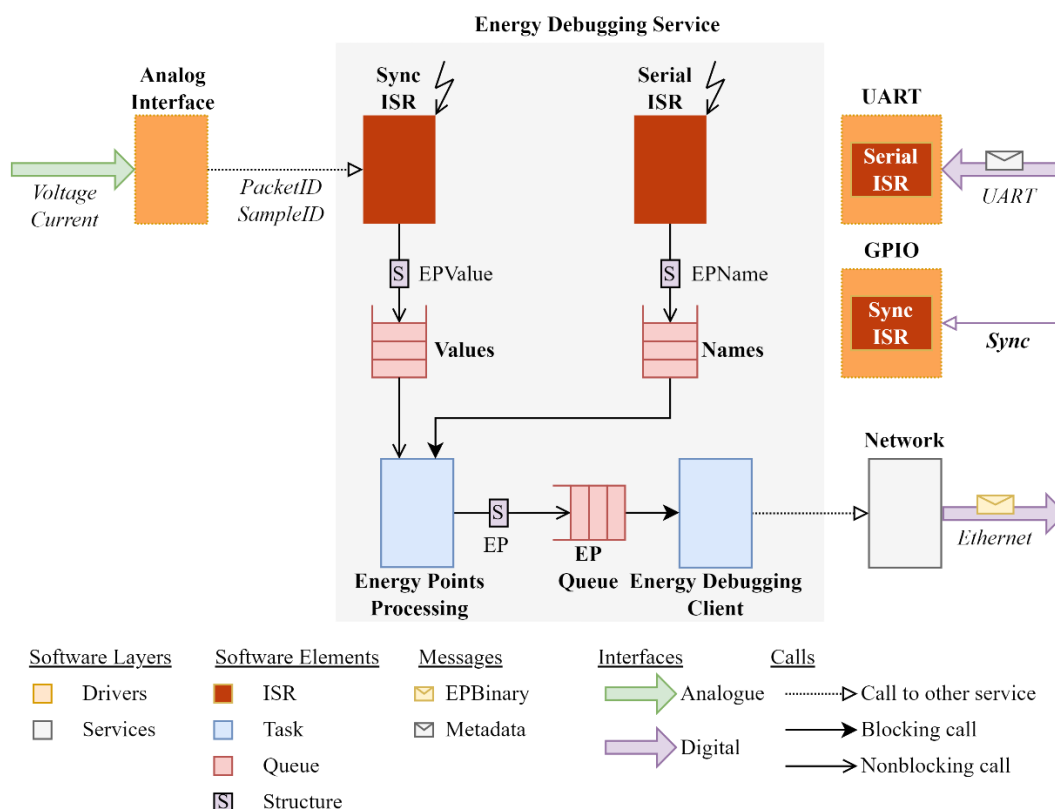 Energy Debugging Service
Analog
Interface
Sync
ISR
Serial
ISR
UART
Serial
ISR
Voltage
Current
PacketID
SampleID
UART
GPIO
S
EPValue
S
EPName
Sync
ISR
Sync
Values
Names
Network
S
EP
EP
Queue
Ethernet
Energy Points
Processing
Energy Debugging
Client
Software Layers
Drivers
Services
Software Elements
ISR
Task
Queue
S
Structure
Messages
EPBinary
Metadata
Interfaces
Analogue
Digital
Calls
Call to other service
Blocking call
Nonblocking call